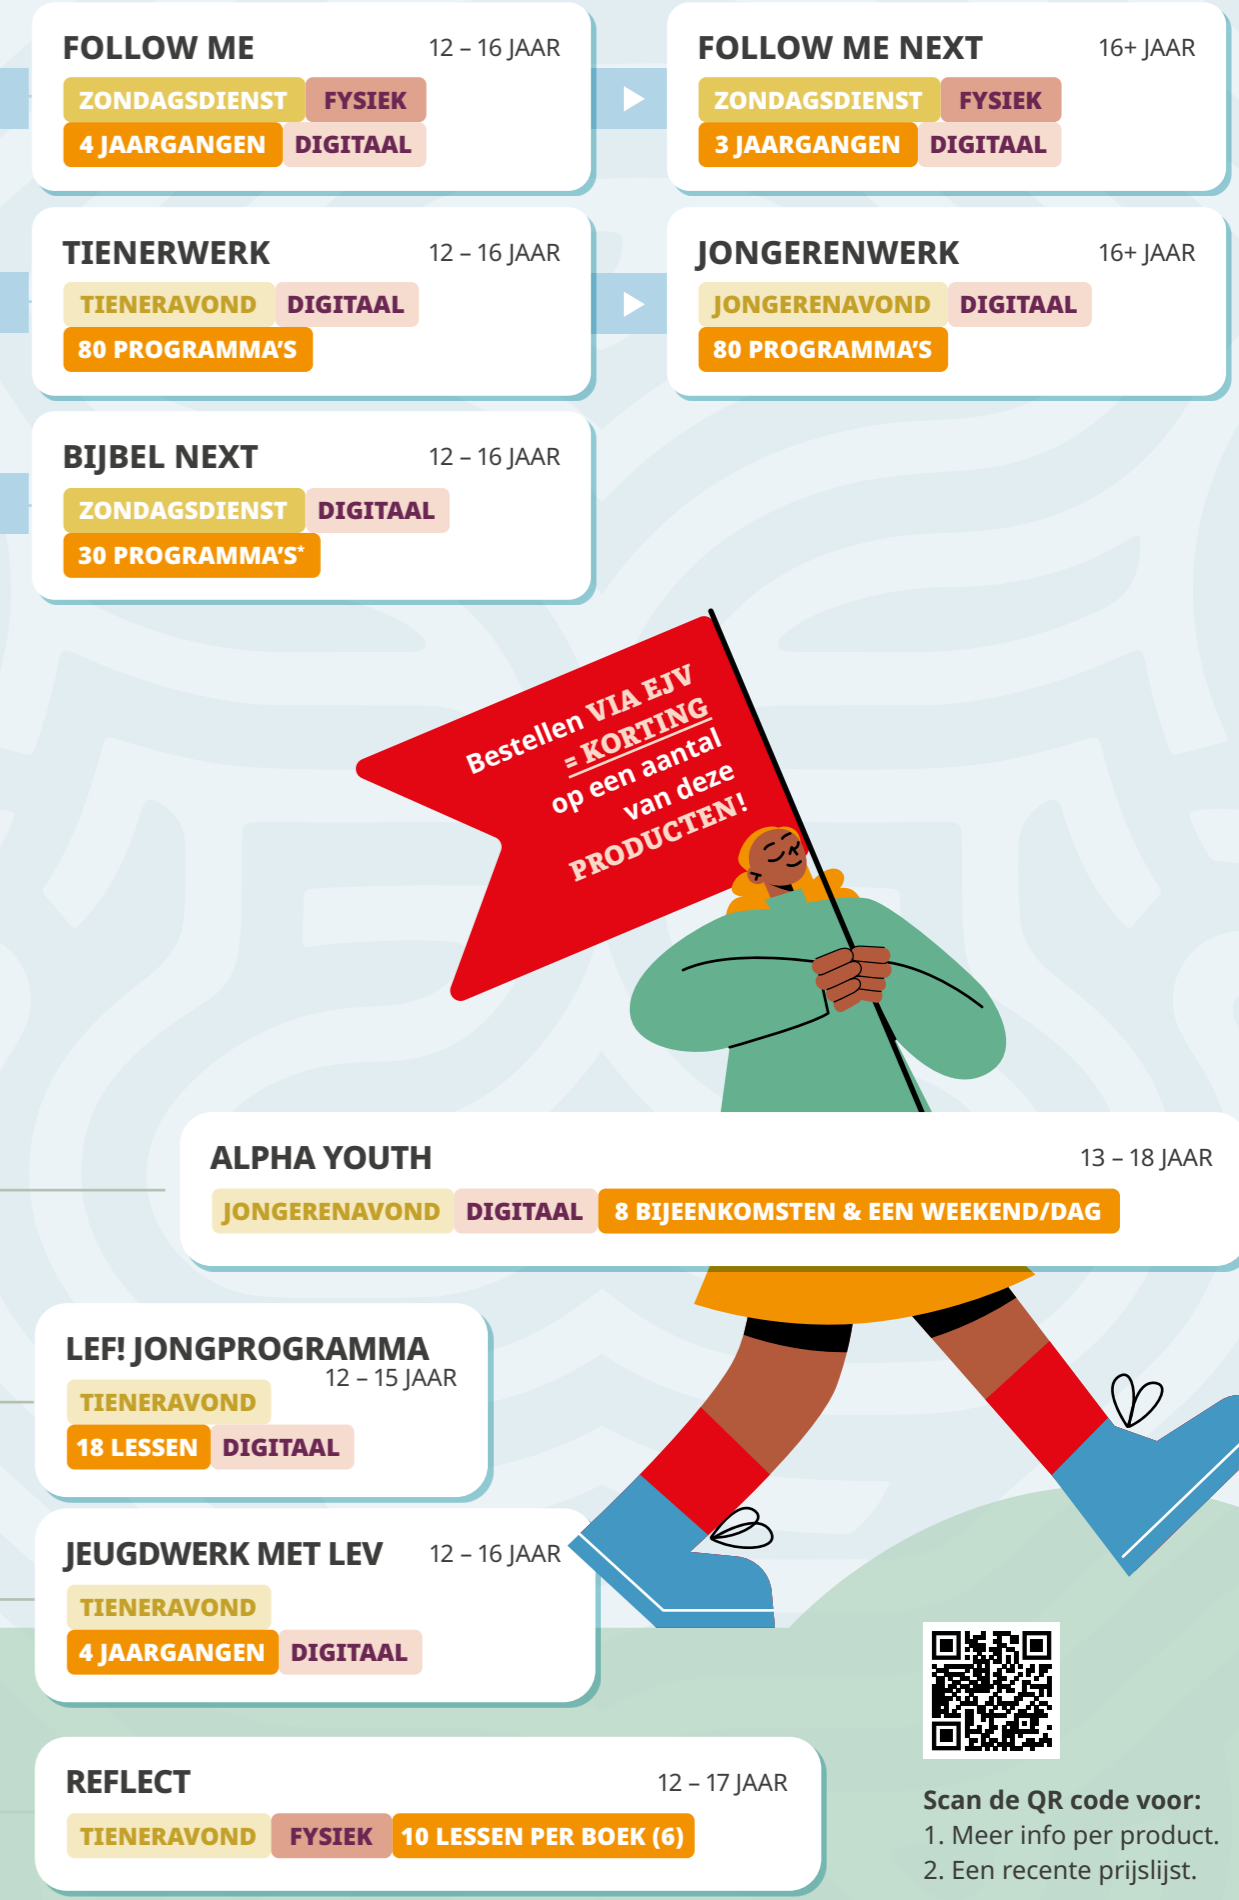 FOLLOW ME 12 – 16 JAAR
ZONDAGSDIENST FYSIEK
4 JAARGANGEN DIGITAAL
FOLLOW ME NEXT 16+ JAAR
ZONDAGSDIENST FYSIEK
3 JAARGANGEN DIGITAAL
TIENERWERK 12 – 16 JAAR
TIENERAVOND DIGITAAL
80 PROGRAMMA’S
JONGERENWERK 16+ JAAR
JONGERENAVOND DIGITAAL
80 PROGRAMMA’S
BIJBEL NEXT 12 – 16 JAAR
ZONDAGSDIENST DIGITAAL
30 PROGRAMMA’S*
Bestellen VIA EJV
= KORTING
op een aantal
van deze
PRODUCTEN!
ALPHA YOUTH 13 – 18 JAAR
JONGERENAVOND DIGITAAL 8 BIJEENKOMSTEN & EEN WEEKEND/DAG
LEF! JONGPROGRAMMA
12 – 15 JAAR
TIENERAVOND
18 LESSEN DIGITAAL
JEUGDWERK MET LEV 12 – 16 JAAR
TIENERAVOND
4 JAARGANGEN DIGITAAL
REFLECT 12 – 17 JAAR
TIENERAVOND FYSIEK 10 LESSEN PER BOEK (6)
Scan de QR code voor:
1. Meer info per product.
2. Een recente prijslijst.